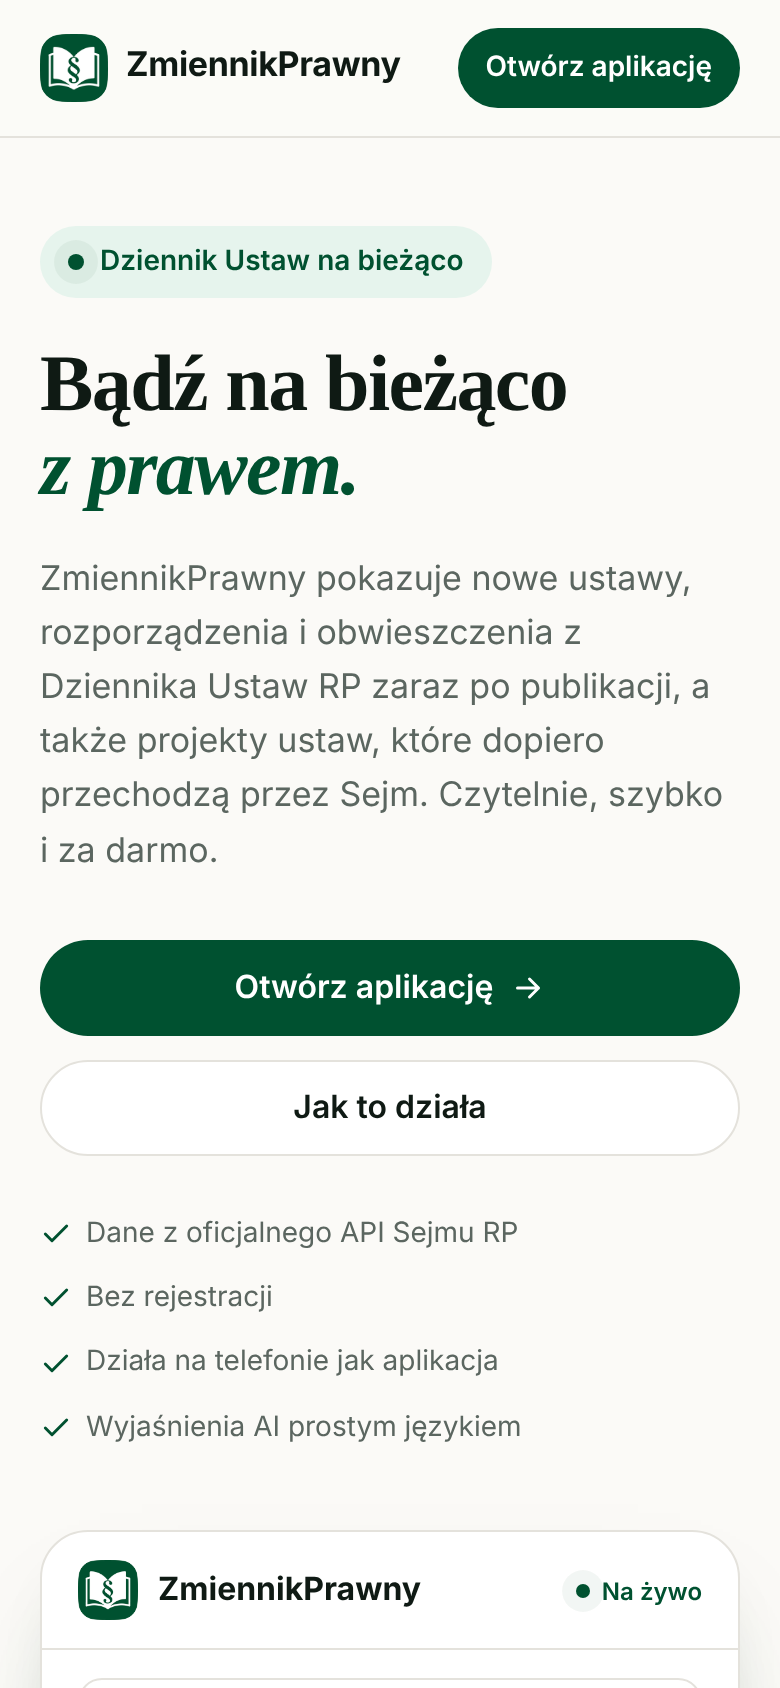 ZmiennikPrawny
Otwórz aplikację
Dziennik Ustaw na bieżąco
Bądź na bieżąco
z prawem.
ZmiennikPrawny pokazuje nowe ustawy,
rozporządzenia i obwieszczenia z
Dziennika Ustaw RP zaraz po publikacji, a
także projekty ustaw, które dopiero
przechodzą przez Sejm. Czytelnie, szybko
i za darmo.
Otwórz aplikację →
Jak to działa
Dane z oficjalnego API Sejmu RP
Bez rejestracji
Działa na telefonie jak aplikacja
Wyjaśnienia AI prostym językiem
ZmiennikPrawny
Na żywo